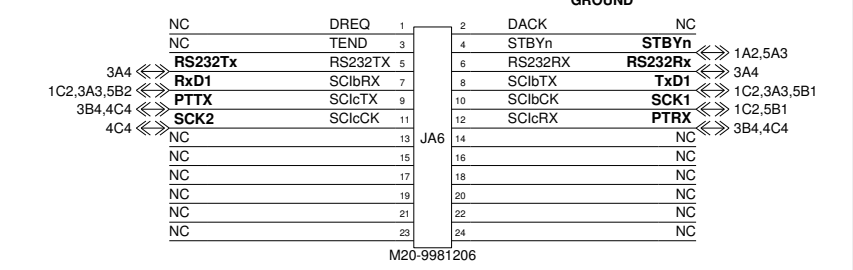 GROUND
NC DREQ 1 2 DACK NC
NC TEND 3 4 STBYn STBYn 1A2,5A3
3A4 RS232Tx RS232TX 5 6 RS232RX RS232Rx 3A4
1C2,3A3,5B2 RxD1 SCIbRX 7 8 SCIbTX TxD1 1C2,3A3,5B1
3B4,4C4 PTTX SCIcTX 9 10 SCIbCK SCK1 1C2,5B1
4C4 SCK2 SCIcCK 11 12 SCIcRX PTRX 3B4,4C4
NC 13 JA6 14 NC
NC 15 16 NC
NC 17 18 NC
NC 19 20 NC
NC 21 22 NC
NC 23 24 NC
M20-9981206